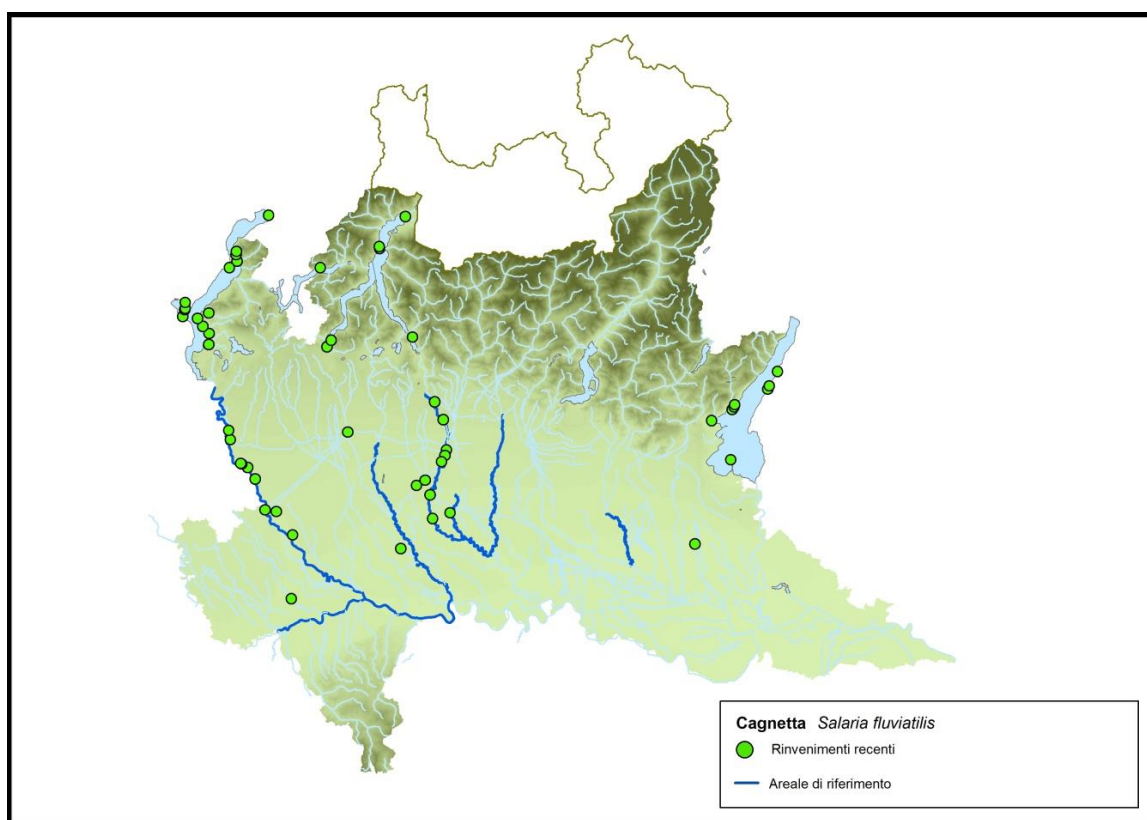 Cagnetta Salaria fluviatilis
Rinvenimenti recenti
Areale di riferimento